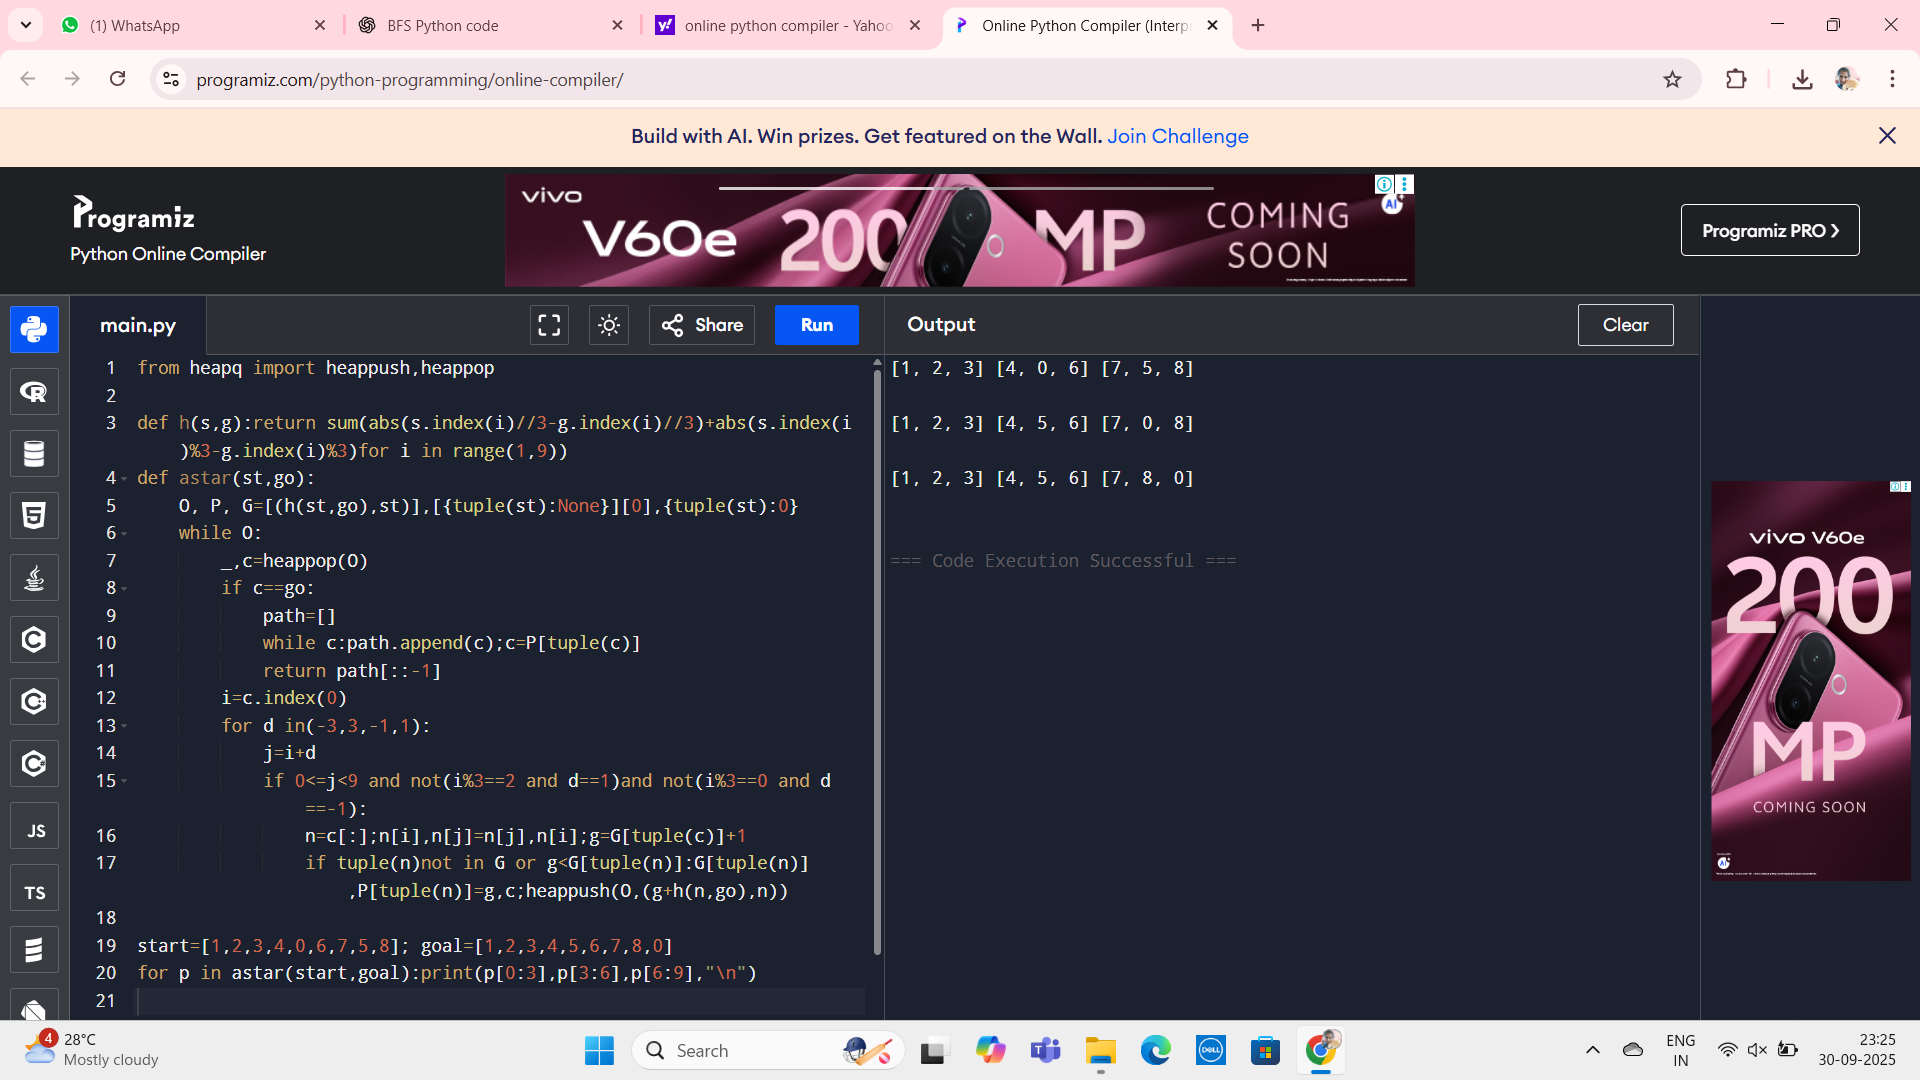 (1) WhatsApp
BFS Python code
online python compiler - Yahoo
Online Python Compiler (Interpr
programiz.com/python-programming/online-compiler/
Build with AI. Win prizes. Get featured on the Wall. Join Challenge
Programiz
Python Online Compiler
vivo
V60e 200 MP COMING SOON
AI
Programiz PRO ❯
main.py
Share
Run
Output
Clear
1 from heapq import heappush,heappop
2
3 def h(s,g):return sum(abs(s.index(i)//3-g.index(i)//3)+abs(s.index(i
)%3-g.index(i)%3)for i in range(1,9))
4 def astar(st,go):
5 O, P, G=[(h(st,go),st)],[{tuple(st):None}][0],{tuple(st):0}
6 while O:
7 _,c=heappop(O)
8 if c==go:
9 path=[]
10 while c:path.append(c);c=P[tuple(c)]
11 return path[::-1]
12 i=c.index(0)
13 for d in(-3,3,-1,1):
14 j=i+d
15 if 0<=j<9 and not(i%3==2 and d==1)and not(i%3==0 and d
==-1):
16 n=c[:];n[i],n[j]=n[j],n[i];g=G[tuple(c)]+1
17 if tuple(n)not in G or g<G[tuple(n)]:G[tuple(n)]
,P[tuple(n)]=g,c;heappush(O,(g+h(n,go),n))
18
19 start=[1,2,3,4,0,6,7,5,8]; goal=[1,2,3,4,5,6,7,8,0]
20 for p in astar(start,goal):print(p[0:3],p[3:6],p[6:9],"\n")
21
[1, 2, 3] [4, 0, 6] [7, 5, 8]
[1, 2, 3] [4, 5, 6] [7, 0, 8]
[1, 2, 3] [4, 5, 6] [7, 8, 0]
=== Code Execution Successful ===
vivo V60e
200
MP
COMING SOON
JS
TS
4
28°C
Mostly cloudy
Search
DELL
ENG
IN
23:25
30-09-2025